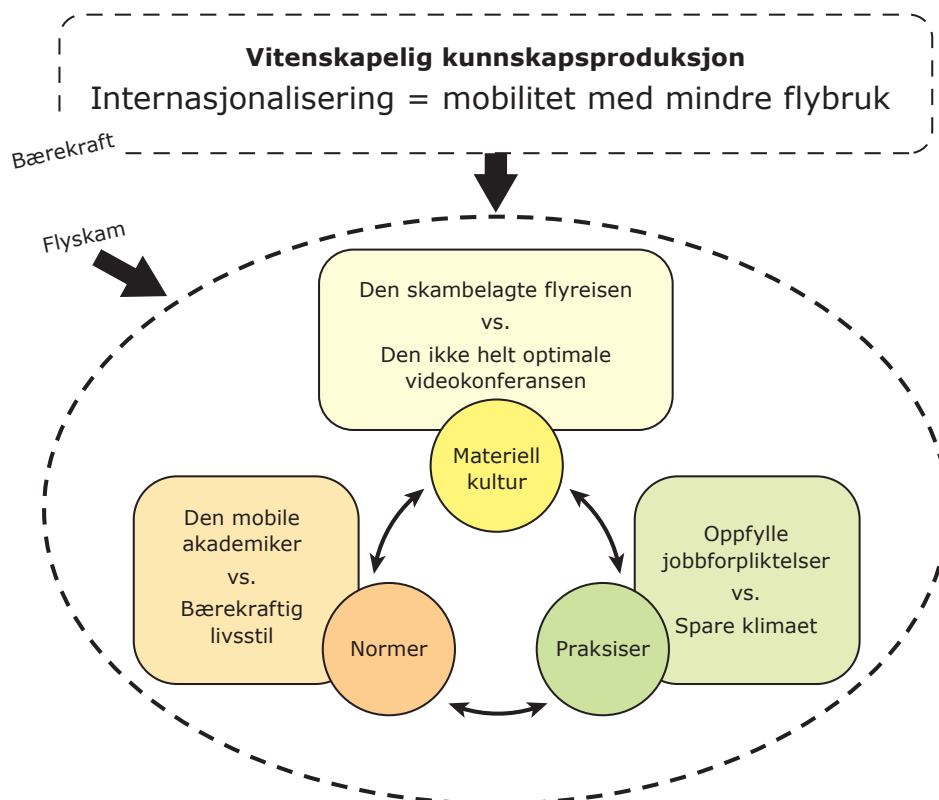 Vitenskapelig kunnskapsproduksjon
Internasjonalisering = mobilitet med mindre flybruk
Bærekraft
Flyskam
Den skambelagte flyreisen
vs.
Den ikke helt optimale
videokonferansen
Materiell
kultur
Den mobile
akademiker
vs.
Bærekraftig
livsstil
Normer
Oppfylle
jobbforpliktelser
vs.
Spare klimaet
Praksiser